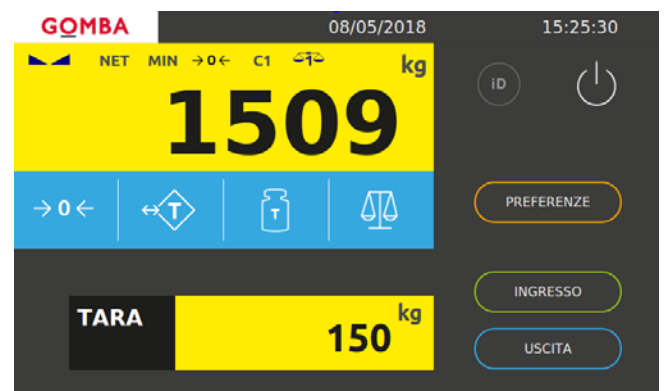 GOMBA 08/05/2018 15:25:30
NET MIN →0← C1 1 kg
1509
iD
→0← T T
PREFERENZE
INGRESSO
TARA 150 kg
USCITA